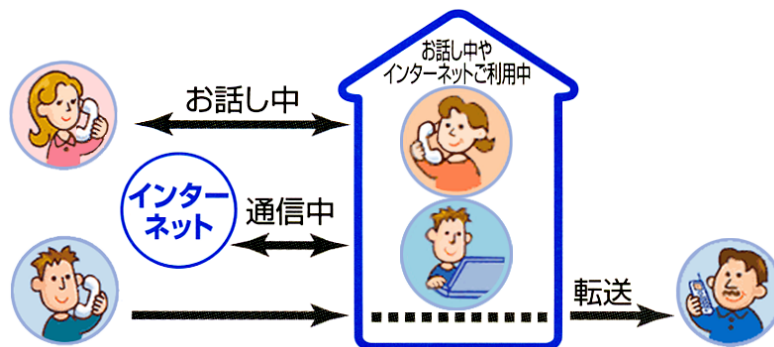 お話し中や
インターネットご利用中
お話し中
インター
ネット
通信中
転送